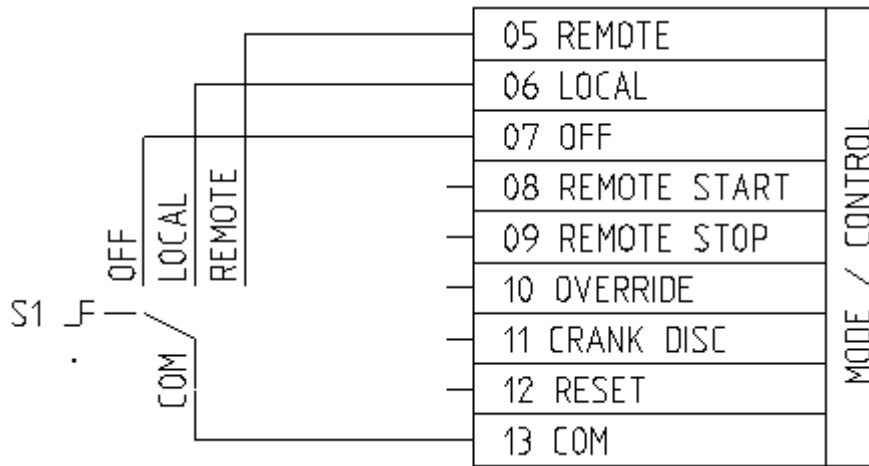 05 REMOTE
06 LOCAL
07 OFF
08 REMOTE START
09 REMOTE STOP
10 OVERRIDE
11 CRANK DISC
12 RESET
13 COM
MODE / CONTROL
OFF
LOCAL
REMOTE
S1
COM